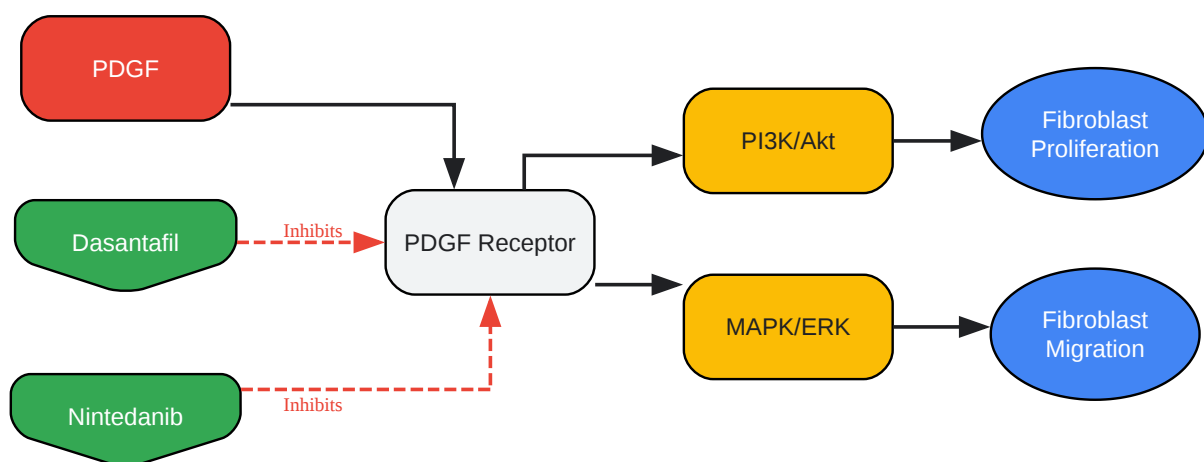 PDGF
Dasantafil
Inhibits
PDGF Receptor
Nintedanib
Inhibits
PI3K/Akt
Fibroblast
Proliferation
MAPK/ERK
Fibroblast
Migration